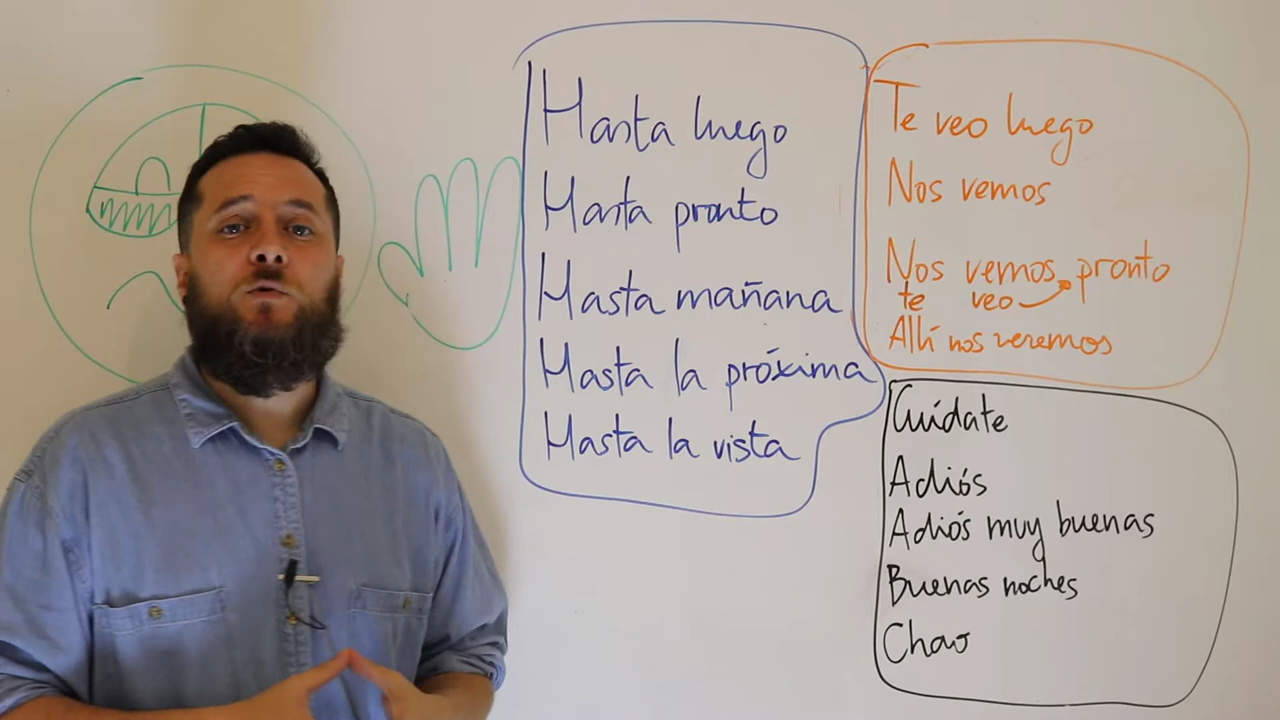 Hasta luego
Hasta pronto
Hasta mañana
Hasta la próxima
Hasta la vista
Te veo luego
Nos vemos
Nos vemos pronto
te veo
Allí nos veremos
Cuídate
Adiós
Adiós muy buenas
Buenas noches
Chao